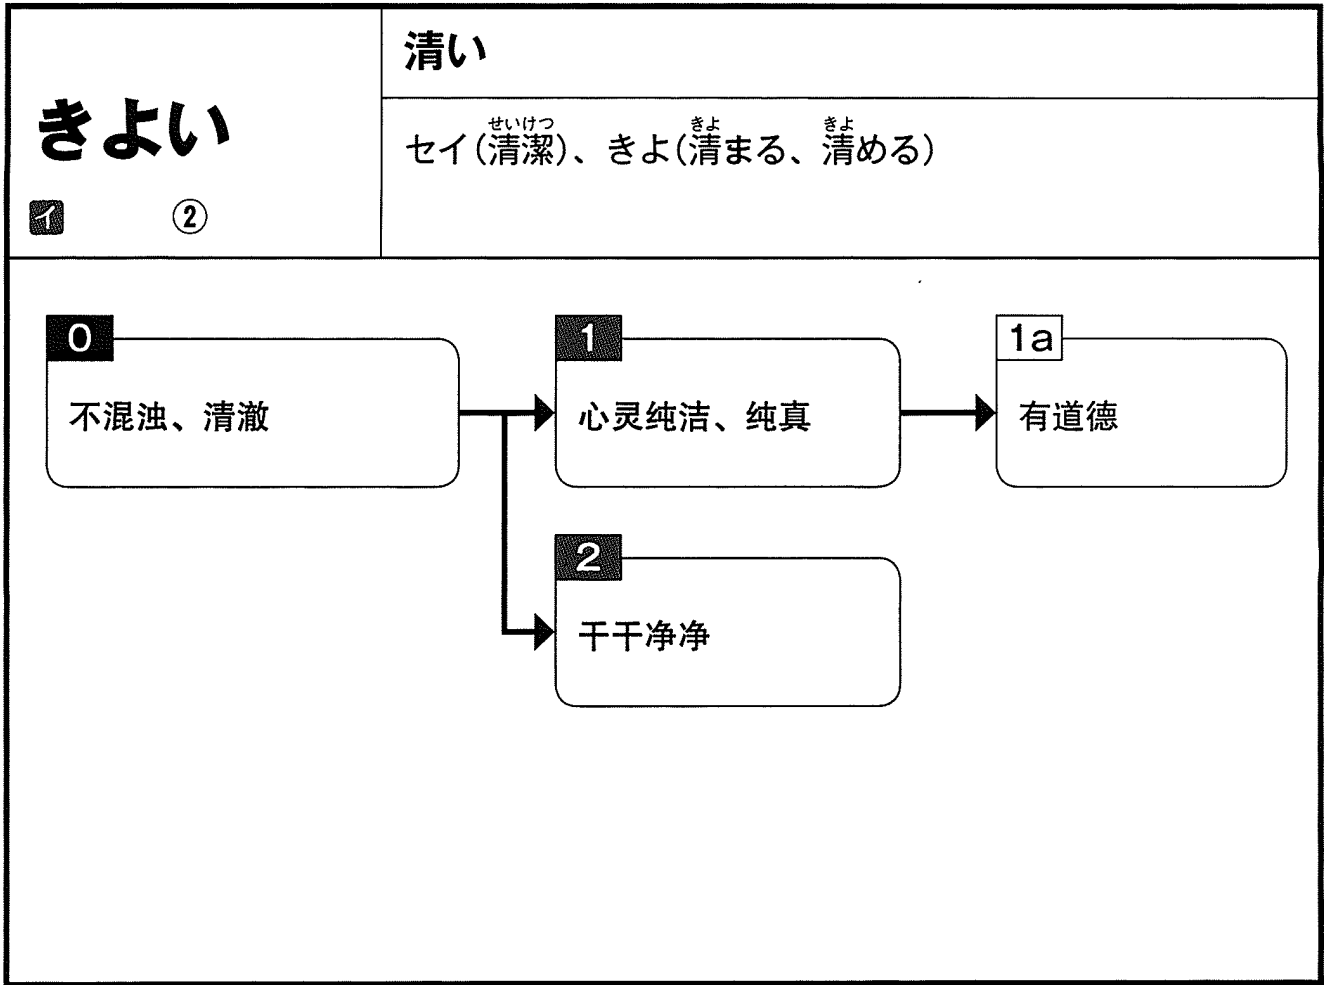 きよい
イ ②
清い
せいけつ きよ きよ
セイ(清潔)、きよ(清まる、清める)
0
不混浊、清澈
1
心灵纯洁、纯真
1a
有道德
2
干干净净